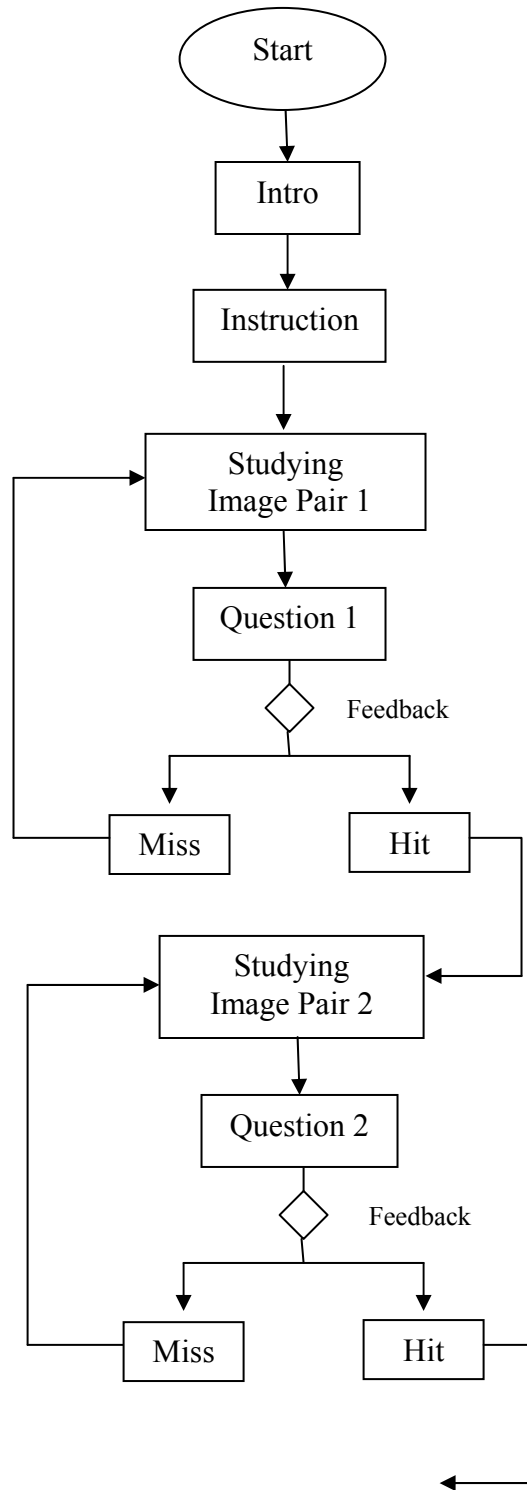 Start
Intro
Instruction
Studying
Image Pair 1
Question 1
Feedback
Miss
Hit
Studying
Image Pair 2
Question 2
Feedback
Miss
Hit